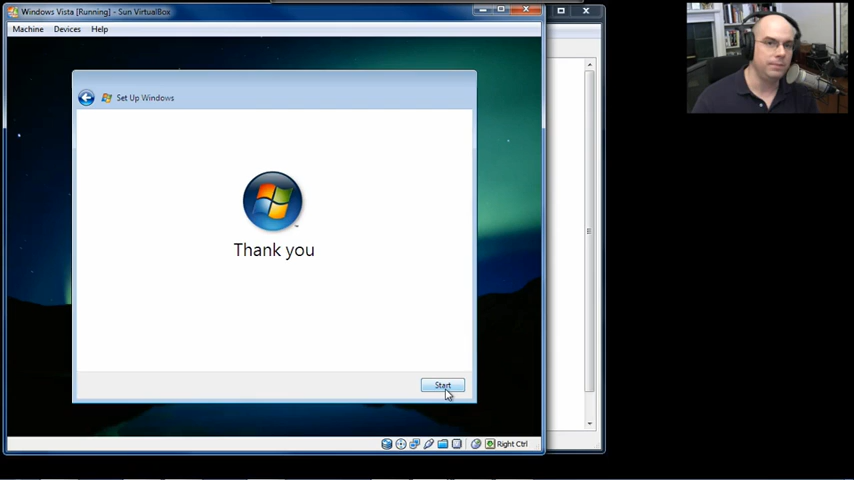 Windows Vista [Running] - Sun VirtualBox
Machine Devices Help
Set Up Windows
Thank you
Start
Right Ctrl